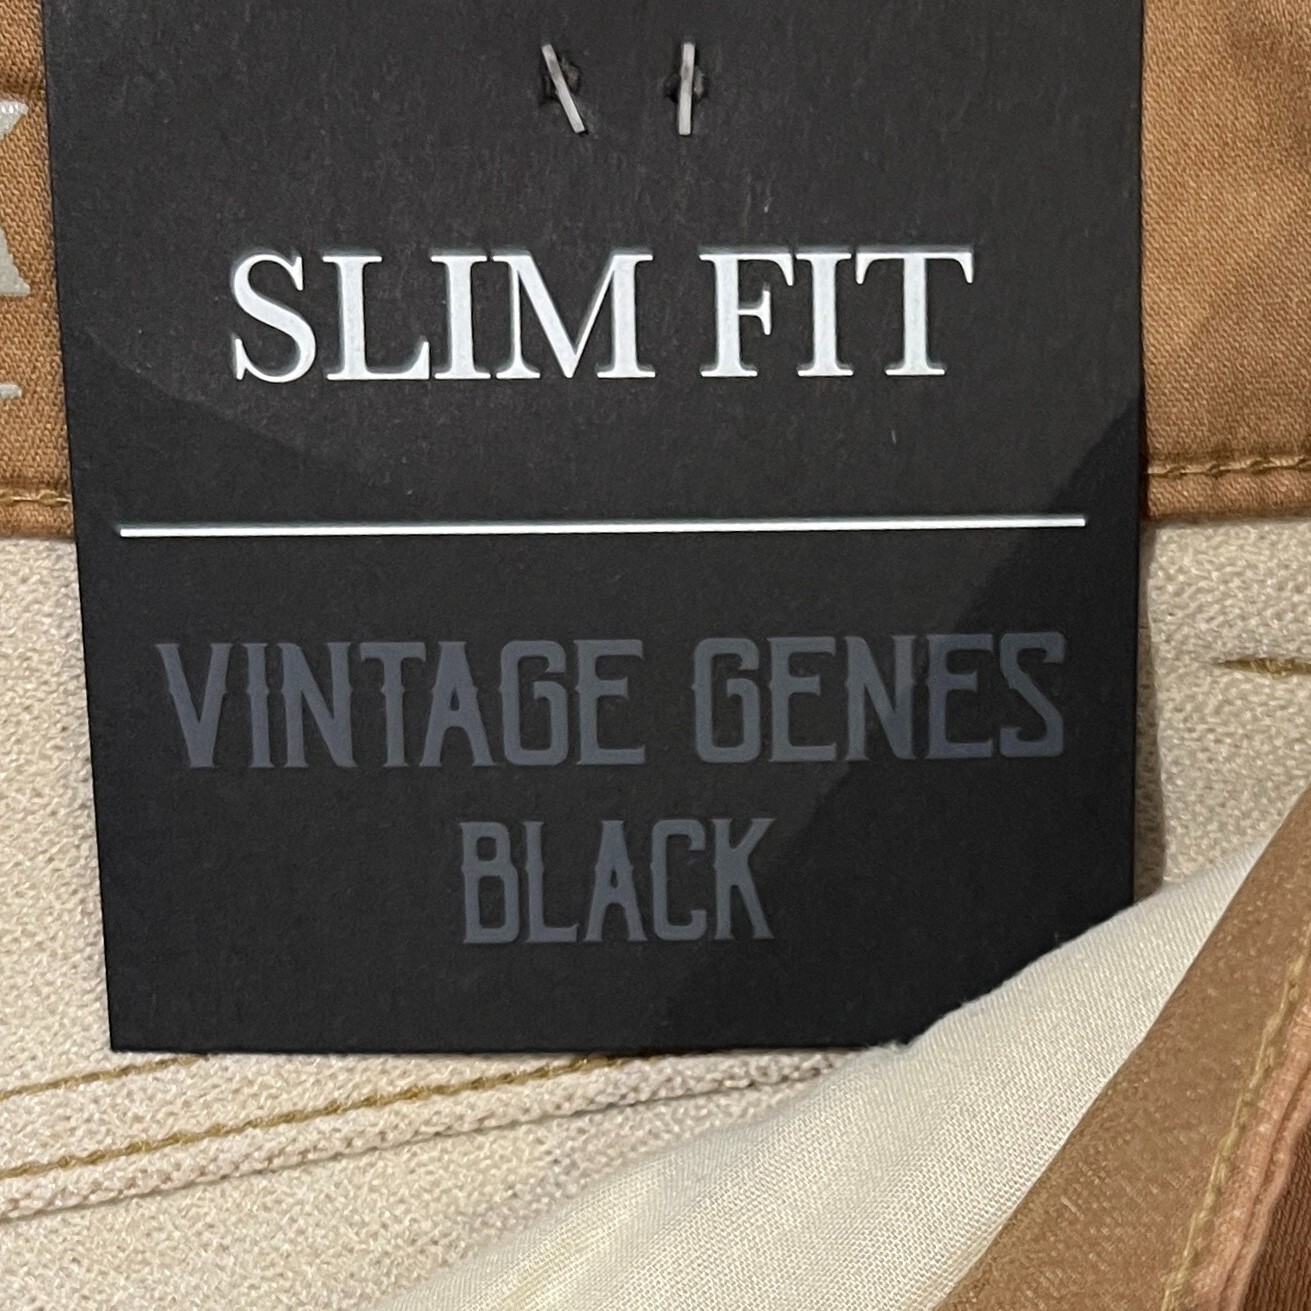 SLIM FIT
VINTAGE GENES
BLACK